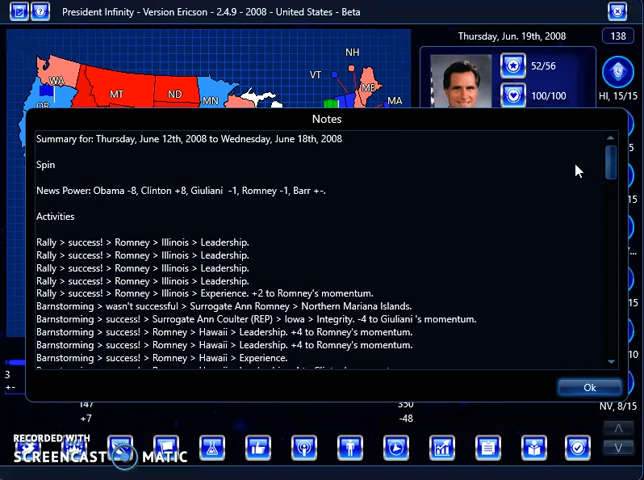 President Infinity - Version Ericson - 2.4.9 - 2008 - United States - Beta
Thursday, Jun. 19th, 2008
138
NH
VT
WA
MT
ND
MN
ME
MA
OR
52/56
100/100
HI, 15/15
Notes
Summary for: Thursday, June 12th, 2008 to Wednesday, June 18th, 2008
Spin
News Power: Obama -8, Clinton +8, Giuliani -1, Romney -1, Barr +-.
Activities
Rally > success! > Romney > Illinois > Leadership.
Rally > success! > Romney > Illinois > Leadership.
Rally > success! > Romney > Illinois > Leadership.
Rally > success! > Romney > Illinois > Leadership.
Rally > success! > Romney > Illinois > Experience. +2 to Romney's momentum.
Barnstorming > wasn't successful > Surrogate Ann Romney > Northern Mariana Islands.
Barnstorming > success! > Surrogate Ann Coulter (REP) > Iowa > Integrity. -4 to Giuliani 's momentum.
Barnstorming > success! > Romney > Hawaii > Leadership. +4 to Romney's momentum.
Barnstorming > success! > Romney > Hawaii > Leadership. +4 to Romney's momentum.
Barnstorming > success! > Romney > Hawaii > Experience.
Ok
3
+-
147
+7
350
-48
NV, 8/15
RECORDED WITH
SCREENCAST MATIC